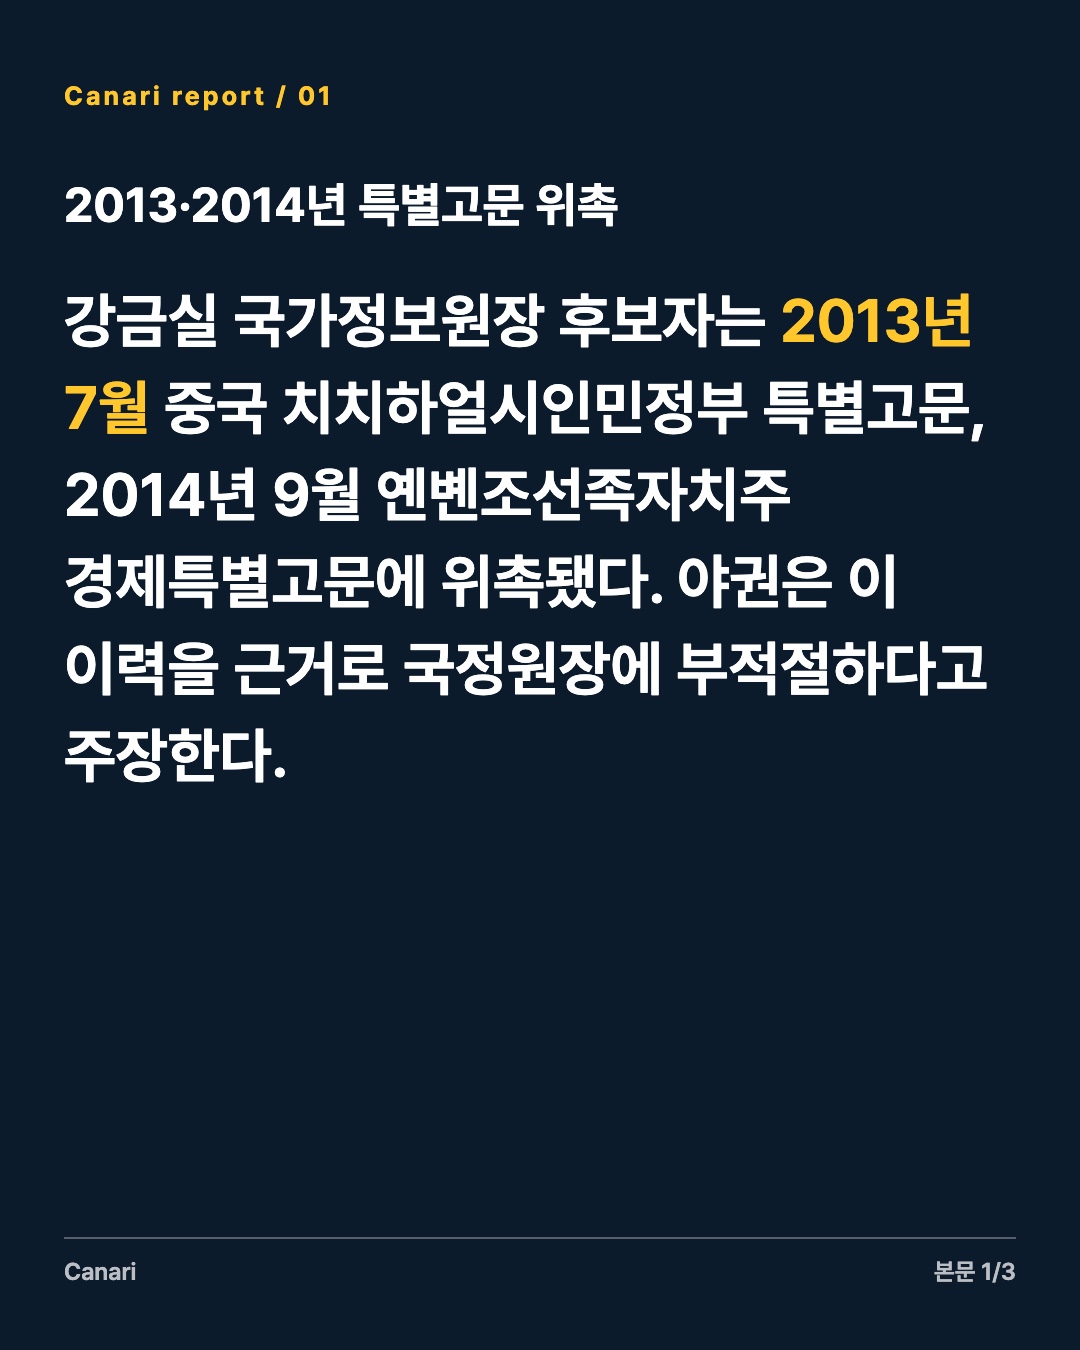 Canari report / 01
2013·2014년 특별고문 위촉
강금실 국가정보원장 후보자는 2013년
7월 중국 치치하얼시인민정부 특별고문,
2014년 9월 옌볜조선족자치주
경제특별고문에 위촉됐다. 야권은 이
이력을 근거로 국정원장에 부적절하다고
주장한다.
Canari
본문 1/3